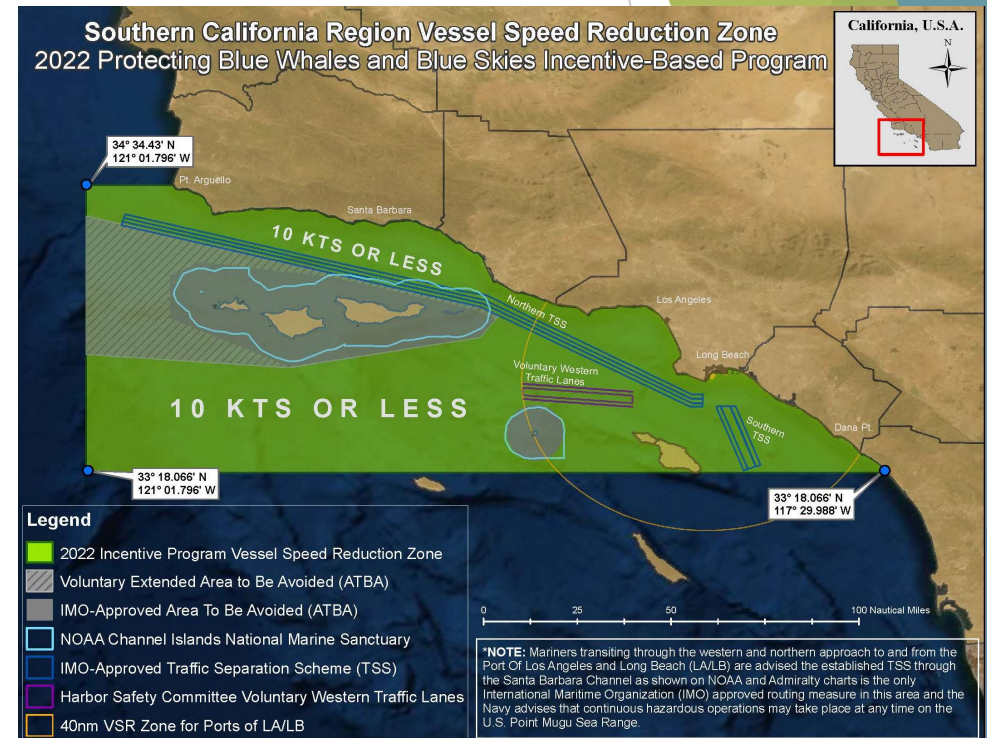 Southern California Region Vessel Speed Reduction Zone
2022 Protecting Blue Whales and Blue Skies Incentive-Based Program
California, U.S.A.
N
34° 34.43' N
121° 01.796' W
Pt. Arguello
Santa Barbara
10 KTS OR LESS
Northern TSS
Los Angeles
Long Beach
Voluntary Western
Traffic Lanes
10 KTS OR LESS
Southern
TSS
Dana Pt.
33° 18.066' N
121° 01.796' W
33° 18.066' N
117° 29.988' W
Legend
2022 Incentive Program Vessel Speed Reduction Zone
Voluntary Extended Area to Be Avoided (ATBA)
IMO-Approved Area To Be Avoided (ATBA)
NOAA Channel Islands National Marine Sanctuary
IMO-Approved Traffic Separation Scheme (TSS)
Harbor Safety Committee Voluntary Western Traffic Lanes
40nm VSR Zone for Ports of LA/LB
0 25 50 100 Nautical Miles
*NOTE: Mariners transiting through the western and northern approach to and from the
Port Of Los Angeles and Long Beach (LA/LB) are advised the established TSS through
the Santa Barbara Channel as shown on NOAA and Admiralty charts is the only
International Maritime Organization (IMO) approved routing measure in this area and the
Navy advises that continuous hazardous operations may take place at any time on the
U.S. Point Mugu Sea Range.